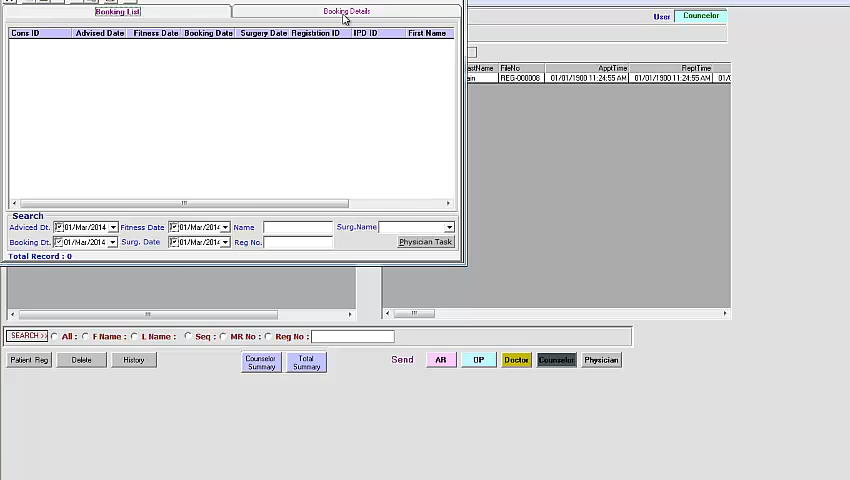 Booking List
Booking Details
User Counselor
Cons ID Advised Date Fitness Date Booking Date Surgery Date Registrtion ID IPD ID First Name
FileNo ApptTime ReptTime
REG-000008 01/01/1900 11:24:55 AM 01/01/1900 11:24:55 AM
Search
Adviced Dt. 01/Mar/2014 Fitness Date 01/Mar/2014 Name Surg.Name
Booking Dt. 01/Mar/2014 Surg. Date 01/Mar/2014 Reg No. Physician Task
Total Record : 0
SEARCH >> All : F Name : L Name : Seq : MR No : Reg No :
Patient Reg Delete History Counselor Summary Total Summary Send AR OP Doctor Counselor Physician